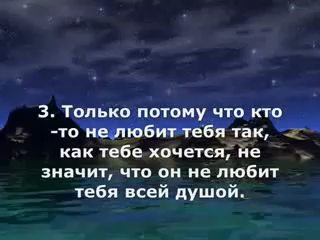 3. Только потому что кто
-то не любит тебя так,
как тебе хочется, не
значит, что он не любит
тебя всей душой.